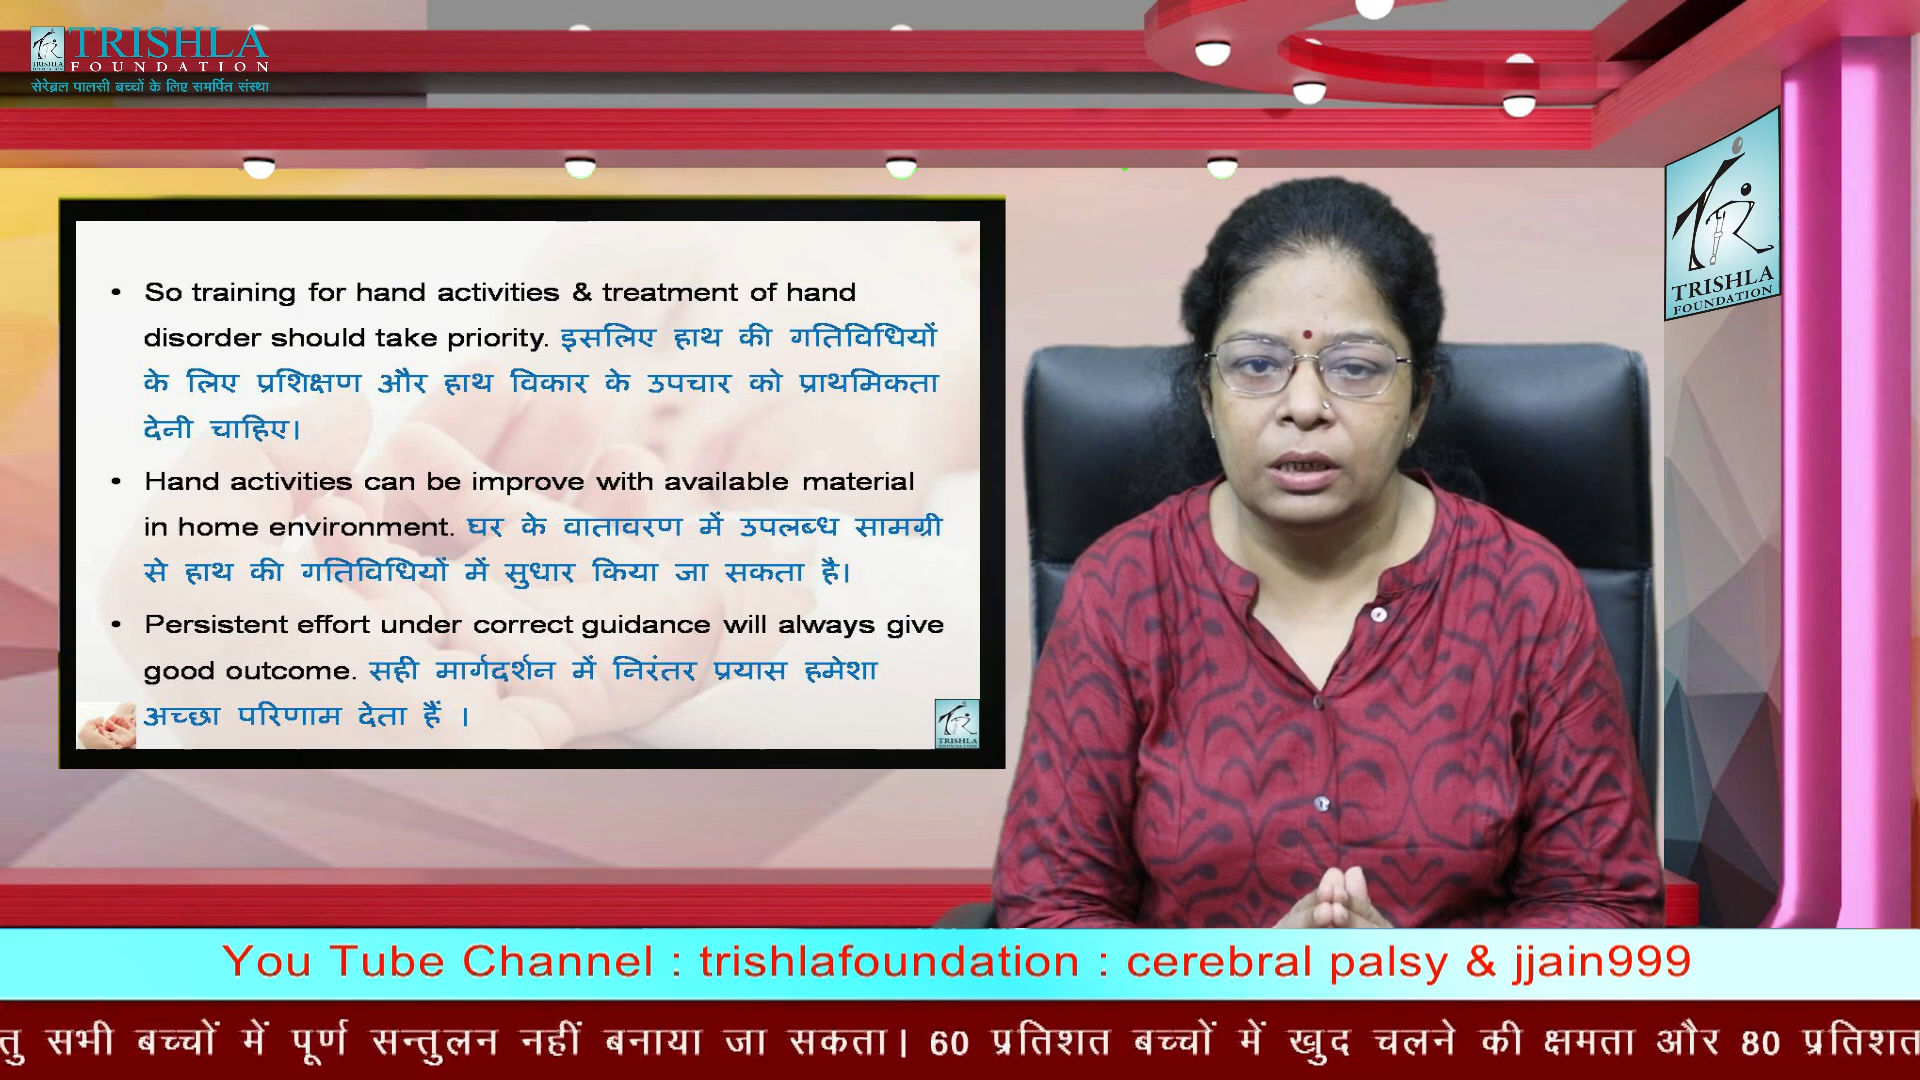 TRISHLA
FOUNDATION
सेरेब्रल पालसी बच्चों के लिए समर्पित संस्था
TRISHLA
FOUNDATION
• So training for hand activities & treatment of hand
disorder should take priority. इसलिए हाथ की गतिविधियों
के लिए प्रशिक्षण और हाथ विकार के उपचार को प्राथमिकता
देनी चाहिए।
• Hand activities can be improve with available material
in home environment. घर के वातावरण में उपलब्ध सामग्री
से हाथ की गतिविधियों में सुधार किया जा सकता है।
• Persistent effort under correct guidance will always give
good outcome. सही मार्गदर्शन में निरंतर प्रयास हमेशा
अच्छा परिणाम देता हैं ।
TRISHLA
FOUNDATION
You Tube Channel : trishlafoundation : cerebral palsy & jjain999
तु सभी बच्चों में पूर्ण सन्तुलन नहीं बनाया जा सकता| 60 प्रतिशत बच्चों में खुद चलने की क्षमता और 80 प्रतिशत